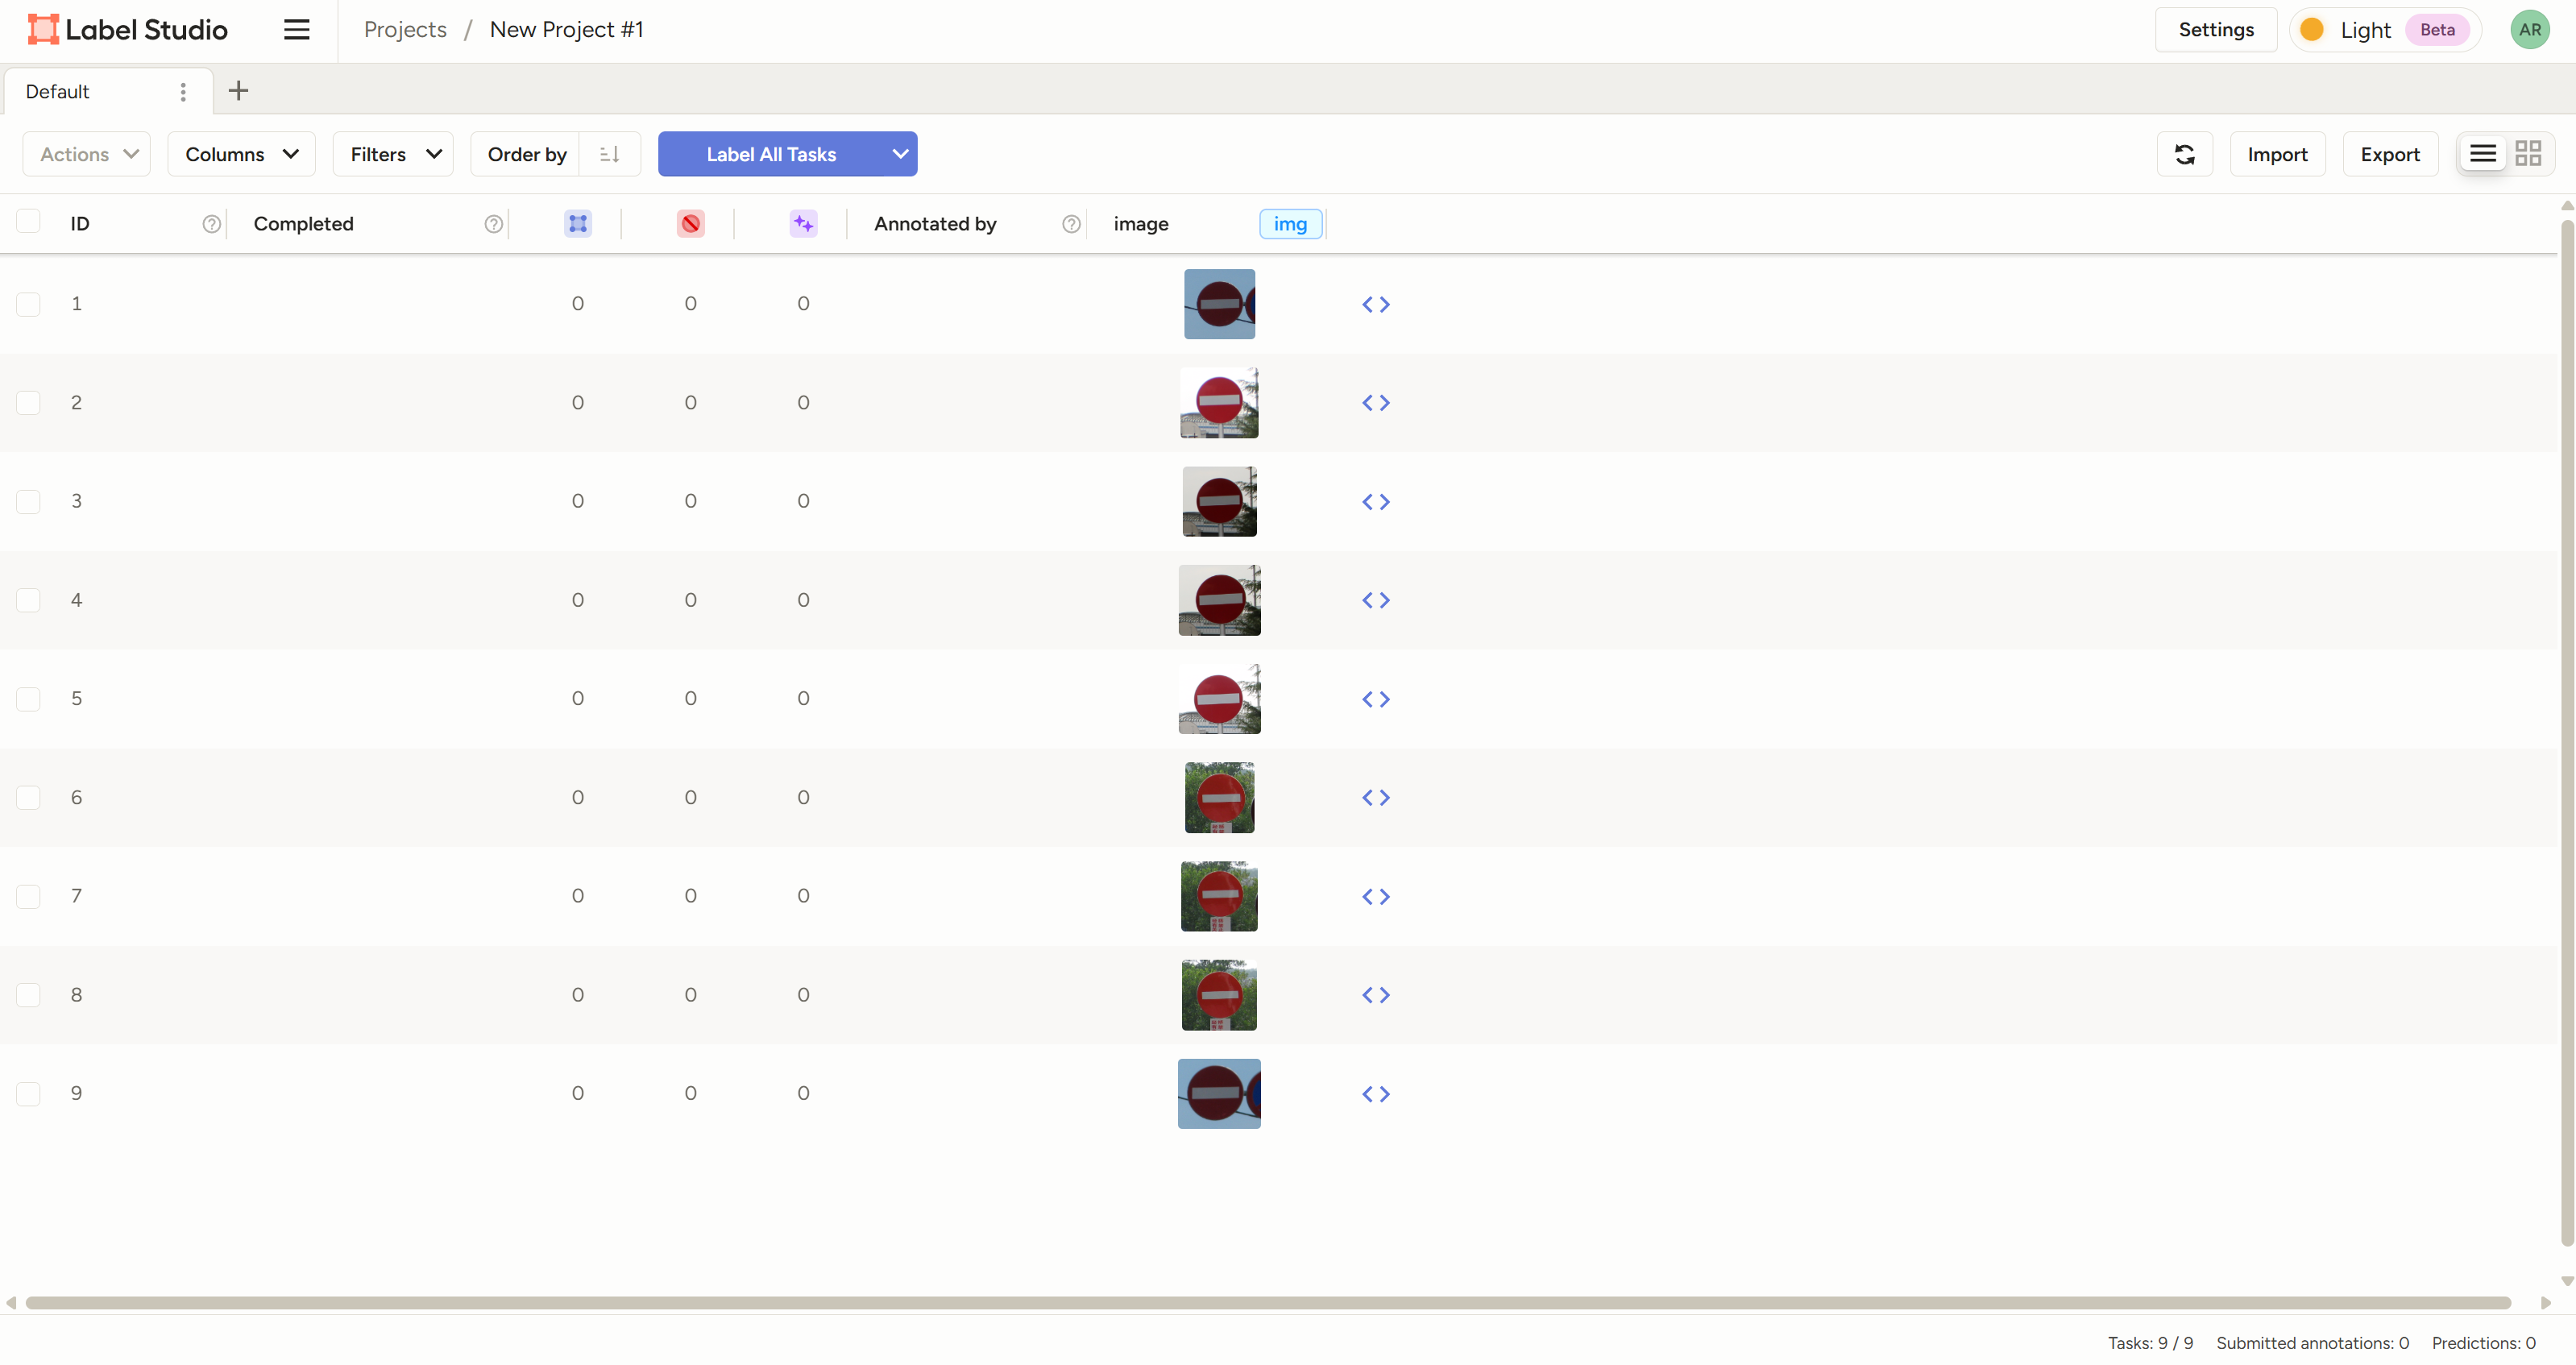 Label Studio Projects / New Project #1 Settings Light Beta AR
Default
Actions Columns Filters Order by Label All Tasks Import Export
ID Completed Annotated by image img
1 0 0 0
2 0 0 0
3 0 0 0
4 0 0 0
5 0 0 0
6 0 0 0
7 0 0 0
8 0 0 0
9 0 0 0
Tasks: 9 / 9 Submitted annotations: 0 Predictions: 0